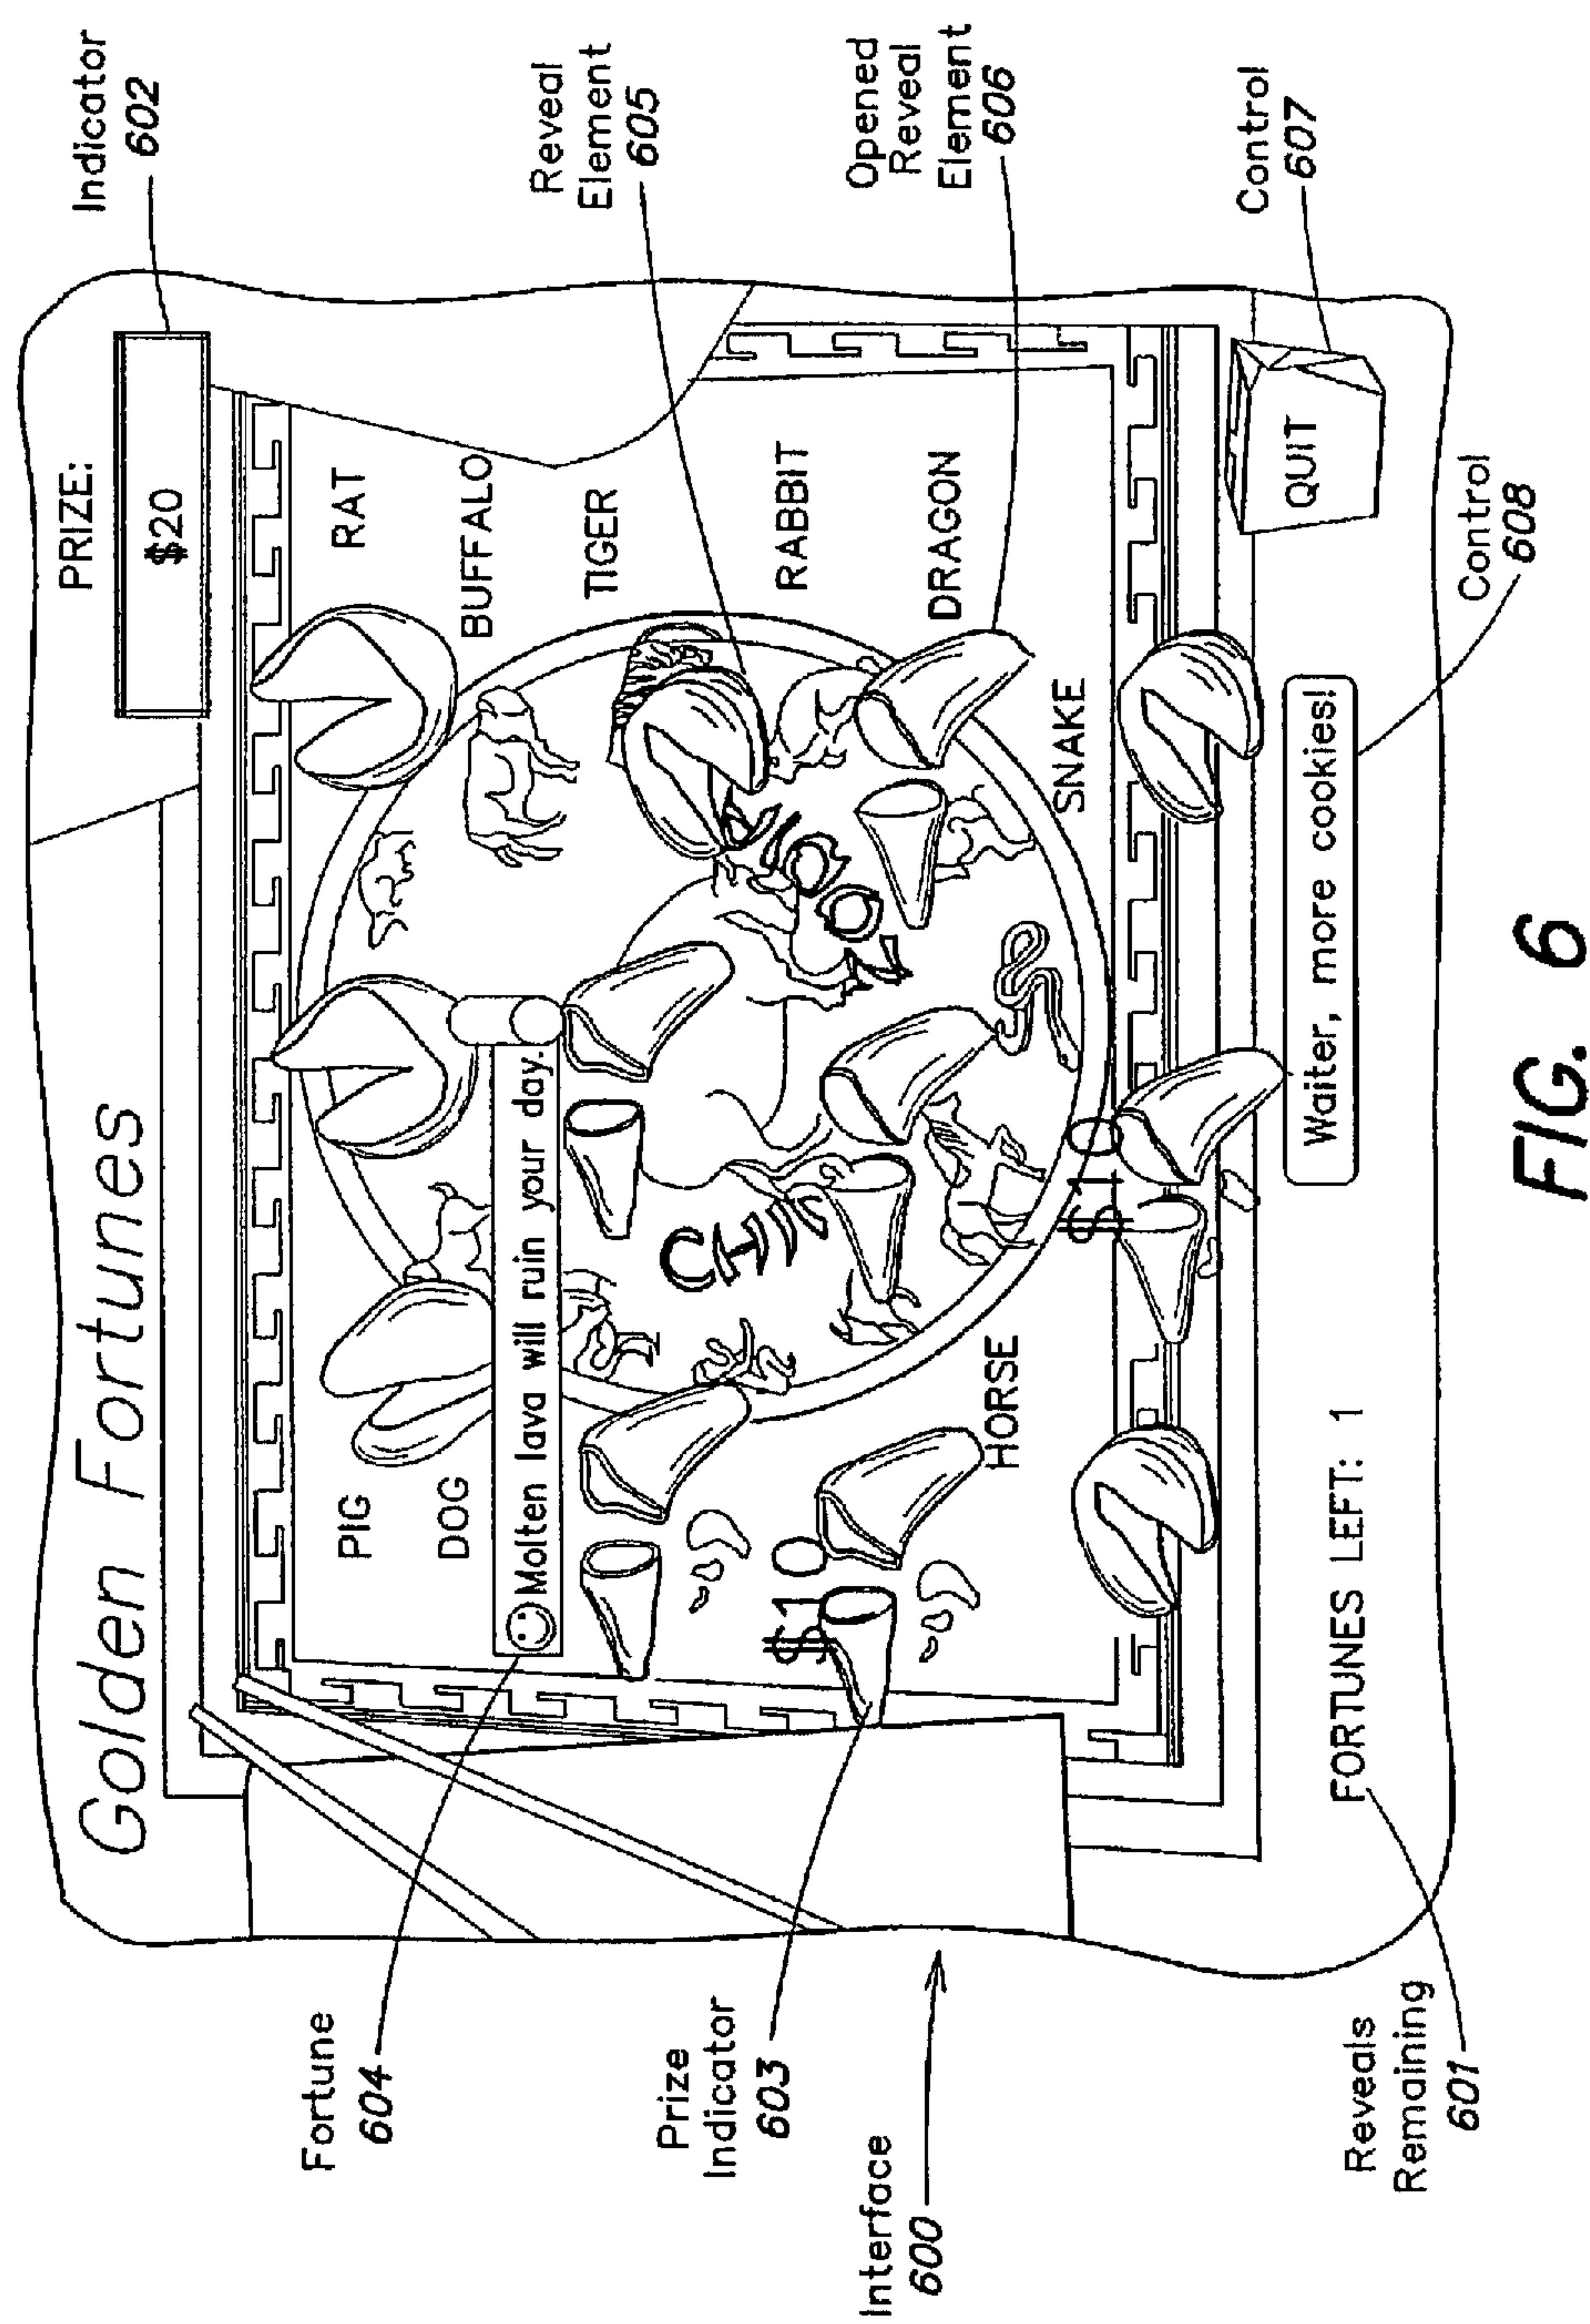 Golden Fortunes
PRIZE:
$20
Indicator
602
Fortune
604
PIG
RAT
DOG
BUFFALO
Molten lava will ruin your day.
TIGER
Reveal
Element
605
Prize
Indicator
603
$10
RABBIT
Opened
Reveal
Element
606
Interface
600
DRAGON
HORSE
SNAKE
$10
Control
607
QUIT
FORTUNES LEFT: 1
Waiter, more cookies!
Reveals
Remaining
601
Control
608
FIG. 6